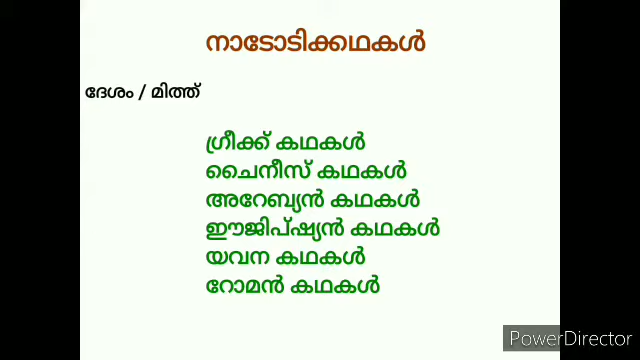 നാടോടിക്കഥകൾ
ദേശം / മിത്ത്
ഗ്രീക്ക് കഥകൾ
ചൈനീസ് കഥകൾ
അറേബ്യൻ കഥകൾ
ഈജിപ്ഷ്യൻ കഥകൾ
യവന കഥകൾ
റോമൻ കഥകൾ
PowerDirector